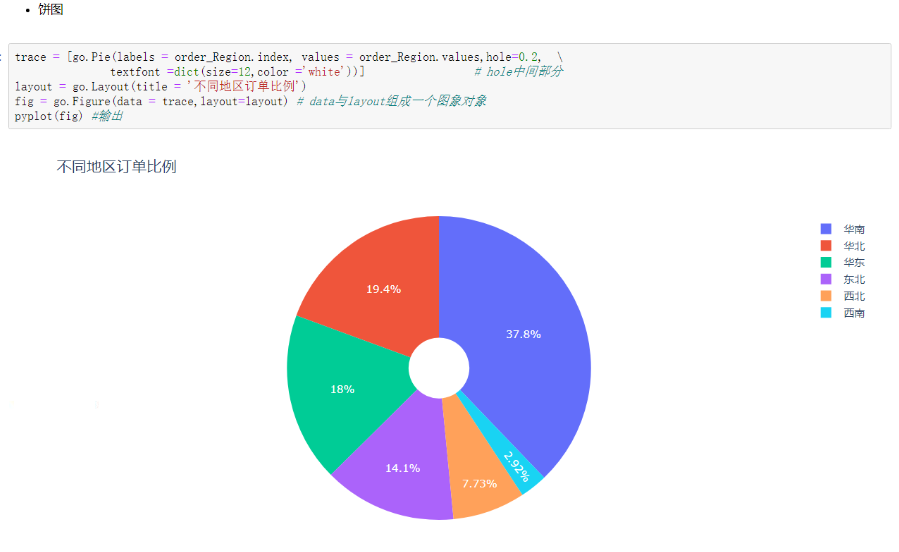 饼图
trace = [go.Pie(labels = order_Region.index, values = order_Region.values,hole=0.2, \
textfont =dict(size=12,color ='white'))] # hole中间部分
layout = go.Layout(title = '不同地区订单比例')
fig = go.Figure(data = trace,layout=layout) # data与layout组成一个图象对象
pyplot(fig) #输出
不同地区订单比例
华南
华北
华东
东北
西北
西南
19.4%
37.8%
18%
14.1%
7.73%
2.92%